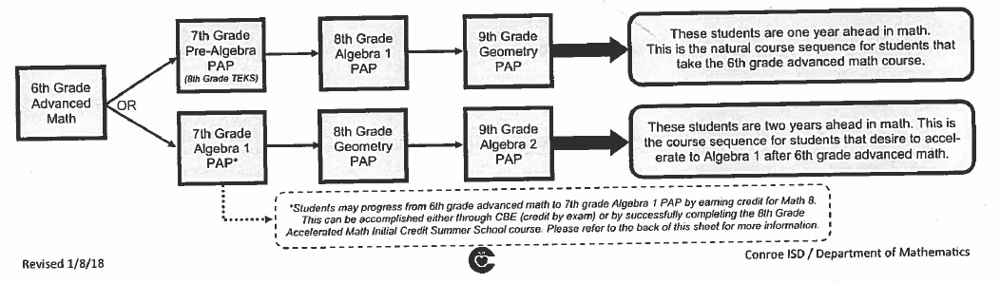 6th Grade
Advanced
Math
OR
7th Grade
Pre-Algebra
PAP
(8th Grade TEKS)
8th Grade
Algebra 1
PAP
9th Grade
Geometry
PAP
These students are one year ahead in math.
This is the natural course sequence for students that
take the 6th grade advanced math course.
7th Grade
Algebra 1
PAP*
8th Grade
Geometry
PAP
9th Grade
Algebra 2
PAP
These students are two years ahead in math. This is
the course sequence for students that desire to accel-
erate to Algebra 1 after 6th grade advanced math.
*Students may progress from 6th grade advanced math to 7th grade Algebra 1 PAP by earning credit for Math 8.
This can be accomplished either through CBE (credit by exam) or by successfully completing the 8th Grade
Accelerated Math Initial Credit Summer School course. Please refer to the back of this sheet for more information.
Revised 1/8/18
Conroe ISD / Department of Mathematics